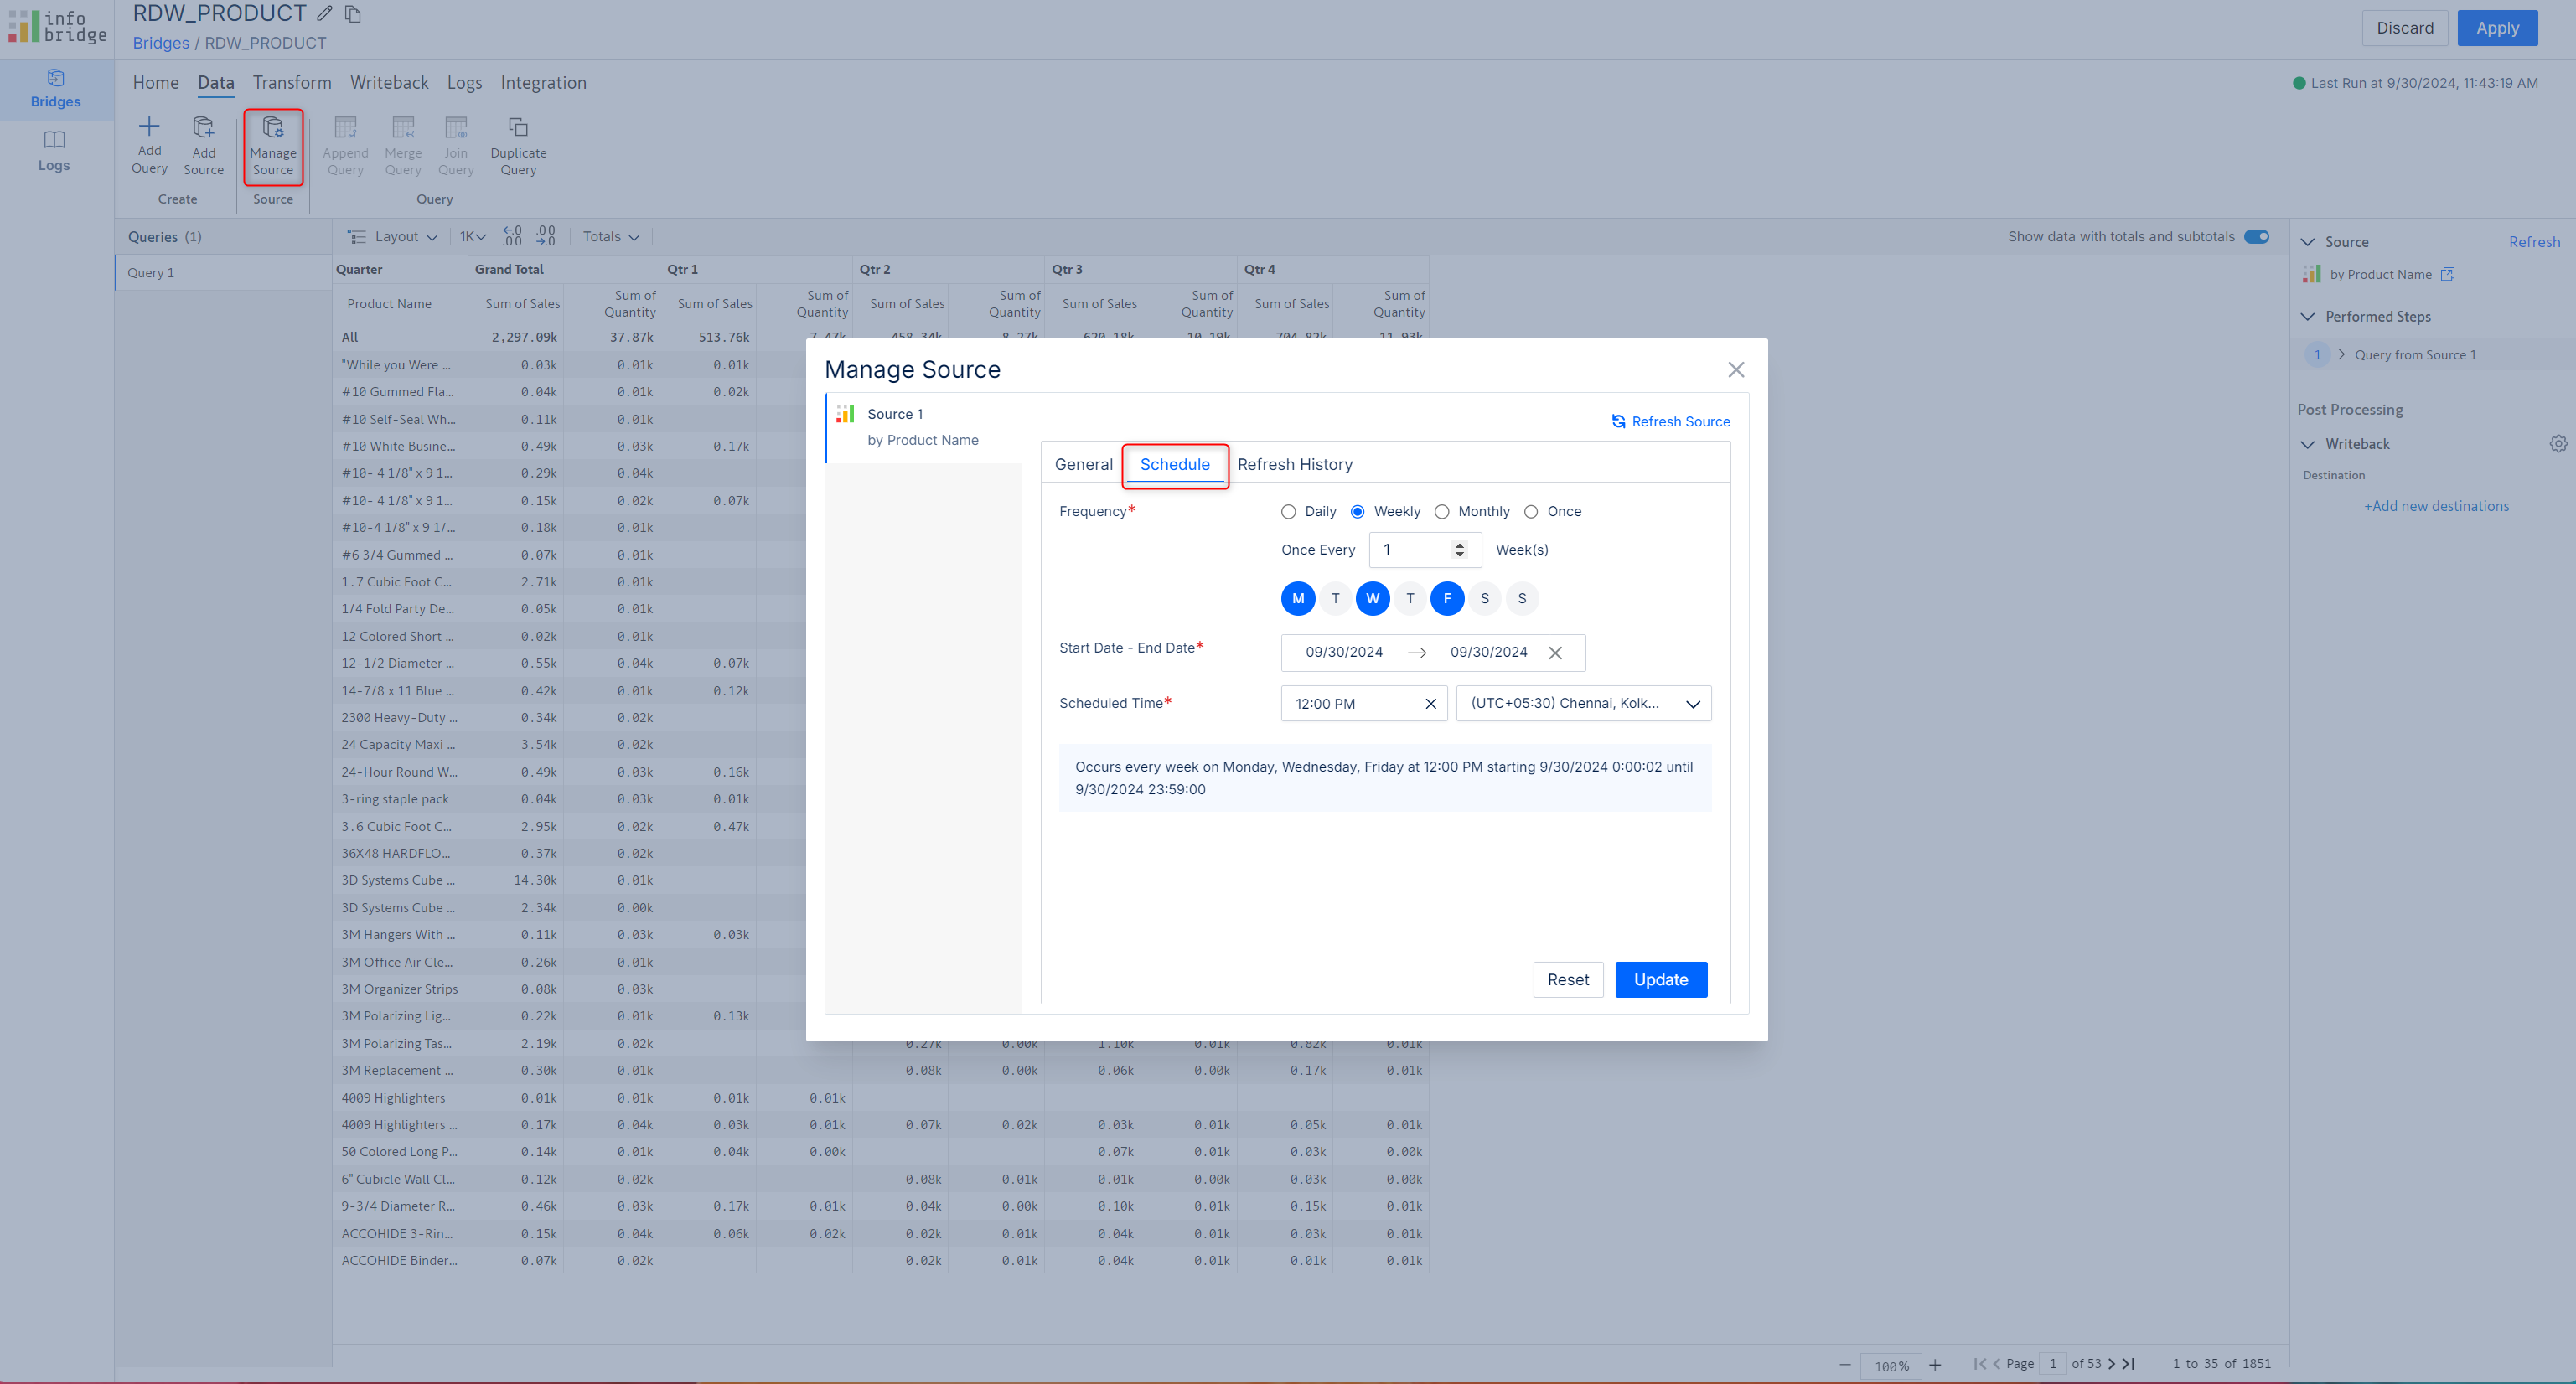 info
bridge
RDW_PRODUCT
Bridges / RDW_PRODUCT
Discard
Apply
Bridges
Logs
Home Data Transform Writeback Logs Integration
Last Run at 9/30/2024, 11:43:19 AM
Add Query
Add Source
Manage Source
Append Query
Merge Query
Join Query
Duplicate Query
Create
Source
Query
Queries (1)
Query 1
Layout 1K ←.0 .00 .00 →.0 Totals
Show data with totals and subtotals
Quarter Grand Total Qtr 1 Qtr 2 Qtr 3 Qtr 4
Product Name Sum of Sales Sum of Quantity Sum of Sales Sum of Quantity Sum of Sales Sum of Quantity Sum of Sales Sum of Quantity Sum of Sales Sum of Quantity
All 2,297.09k 37.87k 513.76k 7.47k 458.34k 8.27k 620.18k 10.19k 704.82k 11.93k
"While you Were ... 0.03k 0.01k 0.01k
#10 Gummed Fla... 0.04k 0.01k 0.02k
#10 Self-Seal Wh... 0.11k 0.01k
#10 White Busine... 0.49k 0.03k 0.17k
#10- 4 1/8" x 9 1... 0.29k 0.04k
#10- 4 1/8" x 9 1... 0.15k 0.02k 0.07k
#10-4 1/8" x 9 1/... 0.18k 0.01k
#6 3/4 Gummed ... 0.07k 0.01k
1.7 Cubic Foot C... 2.71k 0.01k
1/4 Fold Party De... 0.05k 0.01k
12 Colored Short ... 0.02k 0.01k
12-1/2 Diameter ... 0.55k 0.04k 0.07k
14-7/8 x 11 Blue ... 0.42k 0.01k 0.12k
2300 Heavy-Duty ... 0.34k 0.02k
24 Capacity Maxi ... 3.54k 0.02k
24-Hour Round W... 0.49k 0.03k 0.16k
3-ring staple pack 0.04k 0.03k 0.01k
3.6 Cubic Foot C... 2.95k 0.02k 0.47k
36X48 HARDFLO... 0.37k 0.02k
3D Systems Cube ... 14.30k 0.01k
3D Systems Cube ... 2.34k 0.00k
3M Hangers With ... 0.11k 0.03k 0.03k
3M Office Air Cle... 0.26k 0.01k
3M Organizer Strips 0.08k 0.03k
3M Polarizing Lig... 0.22k 0.01k 0.13k
3M Polarizing Tas... 2.19k 0.02k 0.27k 0.00k 1.10k 0.01k 0.82k 0.01k
3M Replacement ... 0.30k 0.01k 0.08k 0.00k 0.06k 0.00k 0.17k 0.01k
4009 Highlighters 0.01k 0.01k 0.01k 0.01k
4009 Highlighters ... 0.17k 0.04k 0.03k 0.01k 0.07k 0.02k 0.03k 0.01k 0.05k 0.01k
50 Colored Long P... 0.14k 0.01k 0.04k 0.00k 0.07k 0.01k 0.03k 0.00k
6" Cubicle Wall Cl... 0.12k 0.02k 0.08k 0.01k 0.01k 0.00k 0.03k 0.00k
9-3/4 Diameter R... 0.46k 0.03k 0.17k 0.01k 0.04k 0.00k 0.10k 0.01k 0.15k 0.01k
ACCOHIDE 3-Rin... 0.15k 0.04k 0.06k 0.02k 0.02k 0.01k 0.04k 0.01k 0.03k 0.01k
ACCOHIDE Binder... 0.07k 0.02k 0.02k 0.01k 0.04k 0.01k 0.01k 0.01k
Manage Source
Source 1
by Product Name
Refresh Source
General Schedule Refresh History
Frequency* Daily Weekly Monthly Once
Once Every 1 Week(s)
M T W T F S S
Start Date - End Date* 09/30/2024 → 09/30/2024
Scheduled Time* 12:00 PM (UTC+05:30) Chennai, Kolk...
Occurs every week on Monday, Wednesday, Friday at 12:00 PM starting 9/30/2024 0:00:02 until
9/30/2024 23:59:00
Reset
Update
Source Refresh
by Product Name
Performed Steps
1 > Query from Source 1
Post Processing
Writeback
Destination
+Add new destinations
− 100% + Page 1 of 53 1 to 35 of 1851